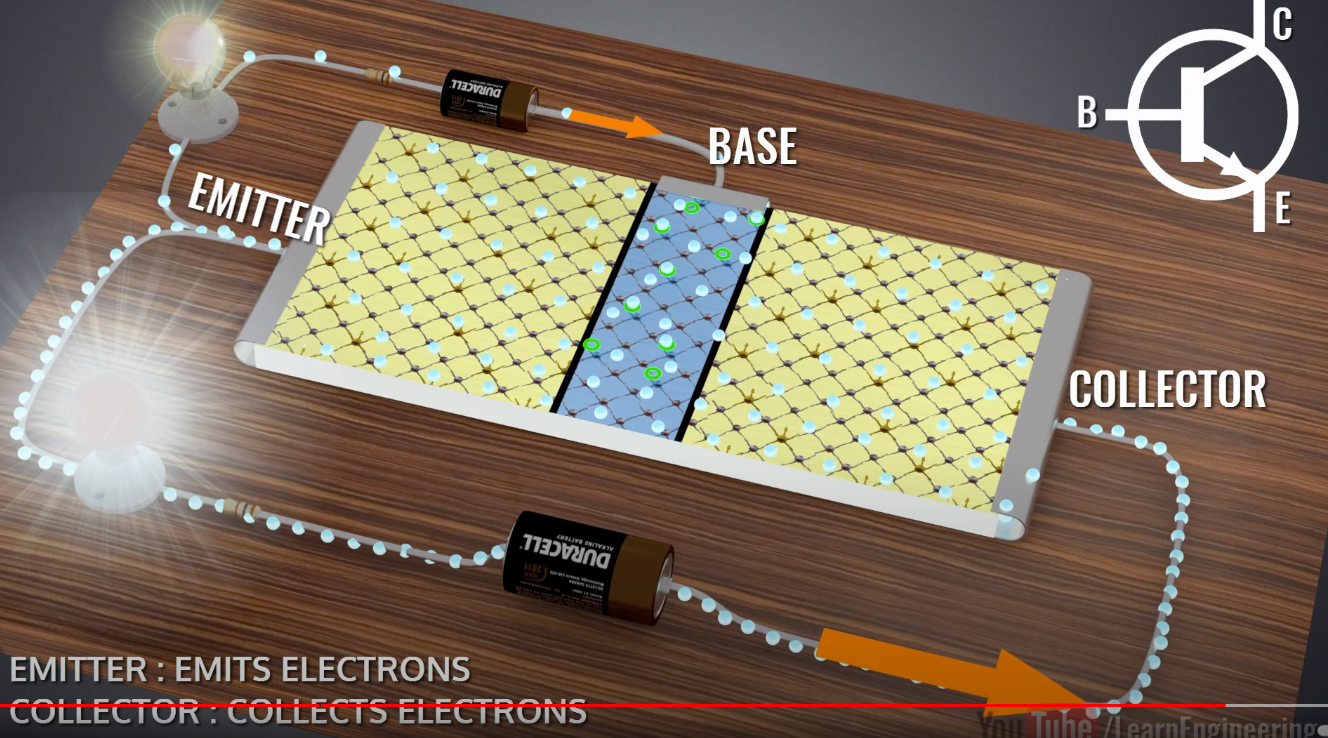 C
B
E
BASE
EMITTER
COLLECTOR
DURACELL
DURACELL
ALKALINE BATTERY
EMITTER : EMITS ELECTRONS
COLLECTOR : COLLECTS ELECTRONS
YouTube /LearnEngineering